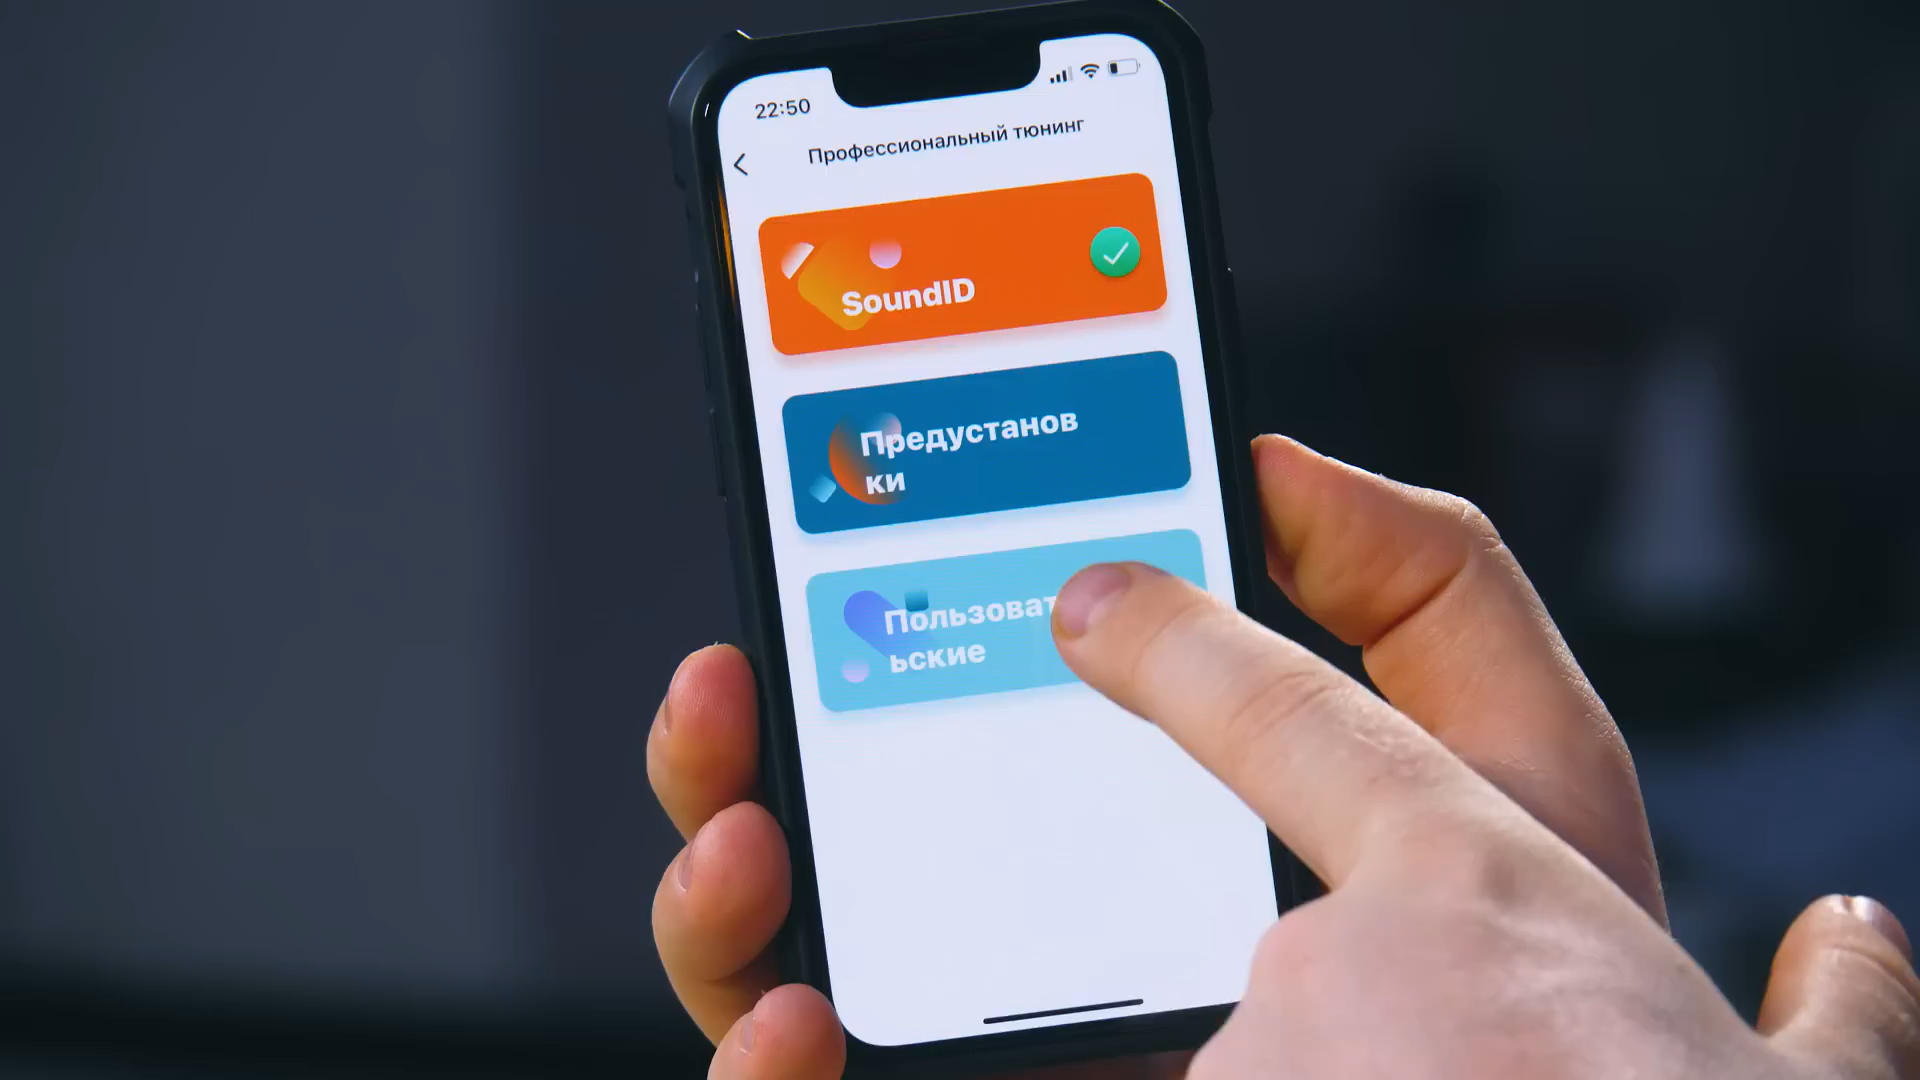 22:50
Профессиональный тюнинг
SoundID
Предустанов
ки
Пользоват
ьские